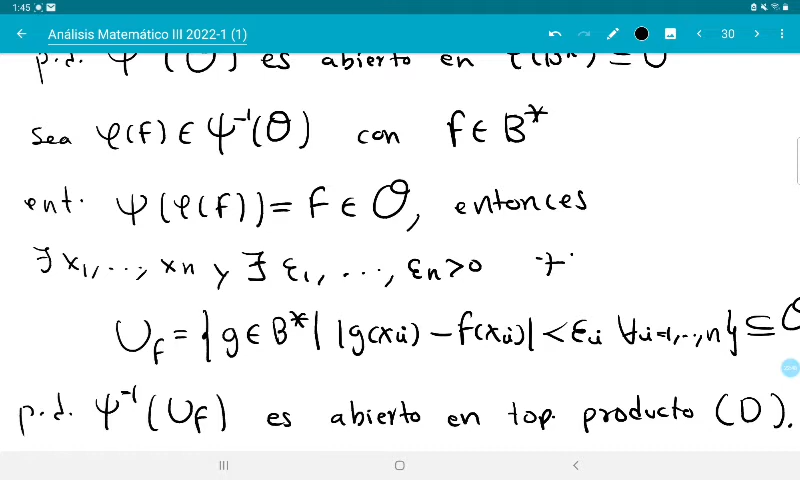 1:45
Análisis Matemático III 2022-1 (1)
30
p.d. Ψ⁻¹(O) es abierto en
Sea φ(f) ∈ Ψ⁻¹(O) con f ∈ B*
ent. Ψ(φ(f)) = f ∈ O, entonces
∃ x₁, ..., xn y ∃ ε₁, ..., εn > 0 t.
U_f = { g ∈ B* | |g(xᵢ) − f(xᵢ)| < εᵢ ∀ i=1,..,n } ⊆ O
p.d. Ψ⁻¹(U_f) es abierto en top. producto (D).